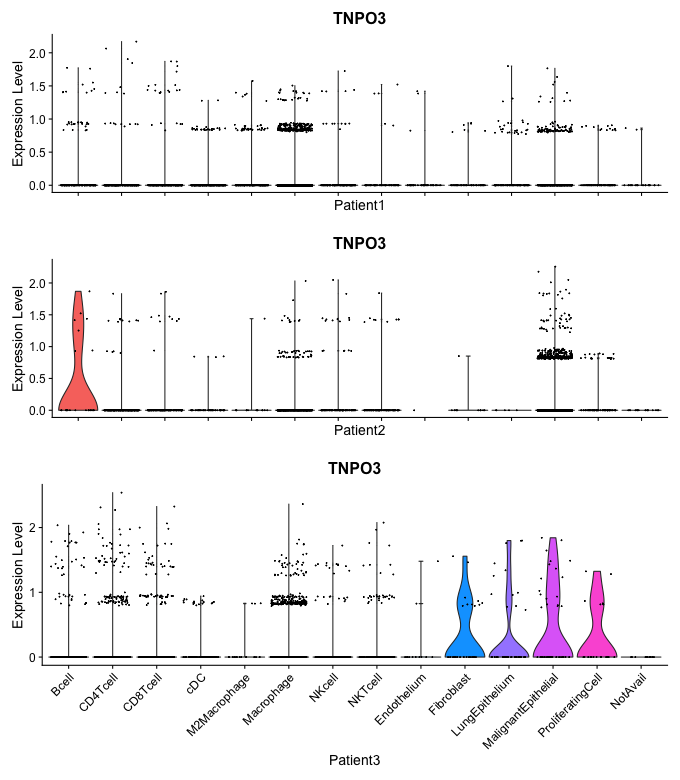 TNPO3
Expression Level
2.0
1.5
1.0
0.5
0.0
Patient1
TNPO3
Expression Level
2.0
1.5
1.0
0.5
0.0
Patient2
TNPO3
Expression Level
2
1
0
Bcell
CD4Tcell
CD8Tcell
cDC
M2Macrophage
Macrophage
NKcell
NKTcell
Endothelium
Fibroblast
LungEpithelium
MalignantEpithelial
ProliferatingCell
NotAvail
Patient3